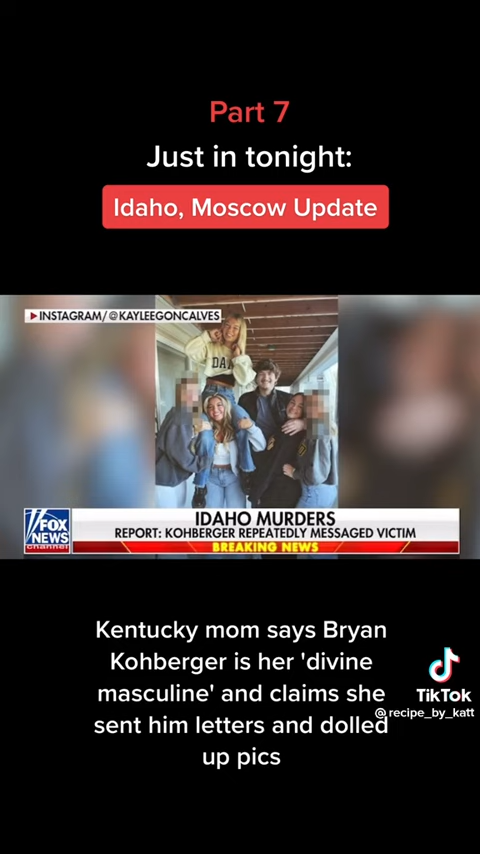 Part 7
Just in tonight:
Idaho, Moscow Update
INSTAGRAM/@KAYLEEGONCALVES
IDA
FOX
NEWS
channel
IDAHO MURDERS
REPORT: KOHBERGER REPEATEDLY MESSAGED VICTIM
BREAKING NEWS
Kentucky mom says Bryan
Kohberger is her 'divine
masculine' and claims she
sent him letters and dolled
up pics
TikTok
@recipe_by_katt